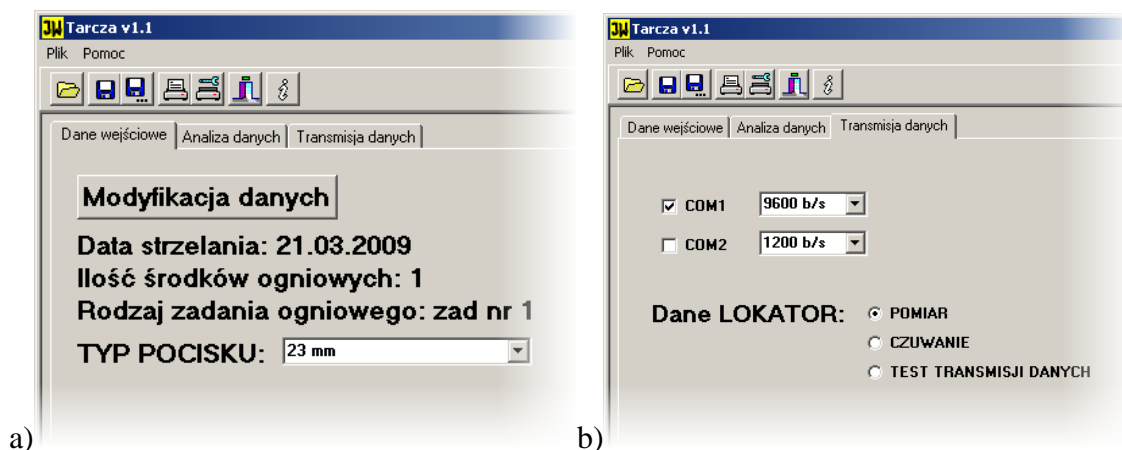 JW Tarcza v1.1
Plik Pomoc
Dane wejściowe Analiza danych Transmisja danych
Modyfikacja danych
Data strzelania: 21.03.2009
Ilość środków ogniowych: 1
Rodzaj zadania ogniowego: zad nr 1
TYP POCISKU: 23 mm
a)
JW Tarcza v1.1
Plik Pomoc
Dane wejściowe Analiza danych Transmisja danych
COM1 9600 b/s
COM2 1200 b/s
Dane LOKATOR: POMIAR
CZUWANIE
TEST TRANSMISJI DANYCH
b)